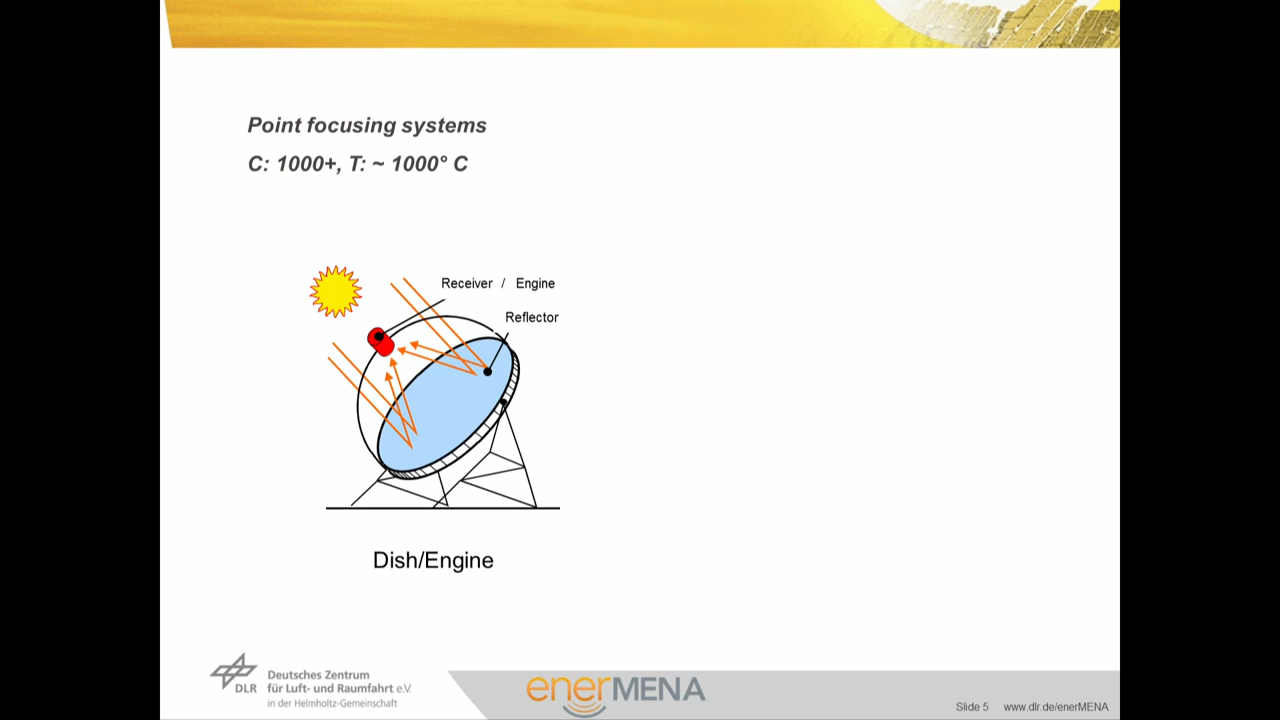 Point focusing systems
C: 1000+, T: ~ 1000° C
Receiver / Engine
Reflector
Dish/Engine
DLR
Deutsches Zentrum
für Luft- und Raumfahrt e.V.
in der Helmholtz-Gemeinschaft
enerMENA
Slide 5 www.dlr.de/enerMENA